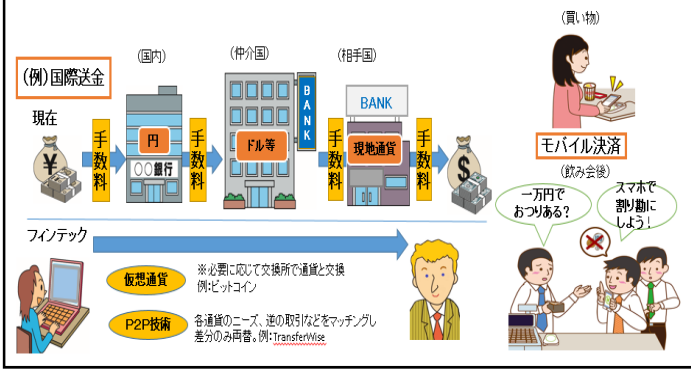 (例)国際送金
現在
¥
手数料
(国内)
円
〇〇銀行
手数料
(仲介国)
BANK
ドル等
手数料
(相手国)
BANK
現地通貨
手数料
$
フィンテック
仮想通貨
※必要に応じて交換所で通貨と交換
例:ビットコイン
P2P技術
各通貨のニーズ、逆の取引などをマッチングし
差分のみ両替。例:TransferWise
(買い物)
モバイル決済
(飲み会後)
一万円で
おつりある?
スマホで
割り勘に
しよう!